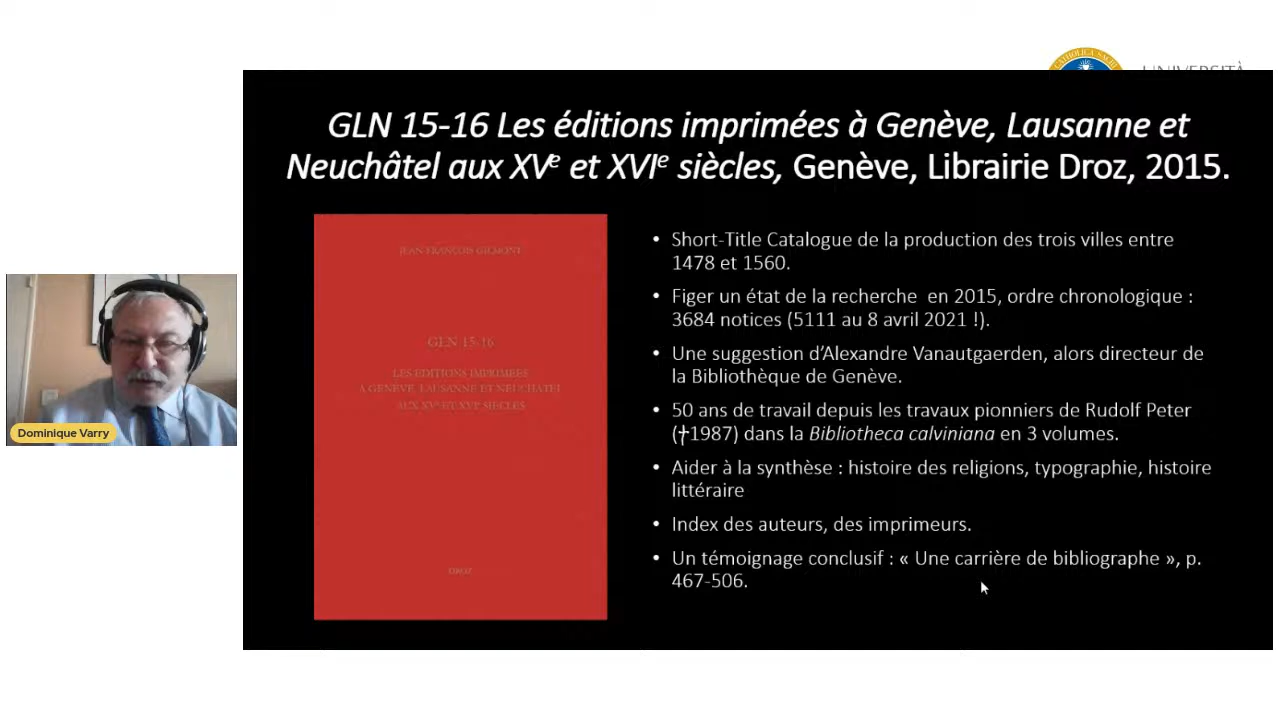 UNIVERSITÀ
GLN 15-16 Les éditions imprimées à Genève, Lausanne et
Neuchâtel aux XVe et XVIe siècles, Genève, Librairie Droz, 2015.
JEAN-FRANÇOIS GILMONT
GLN 15-16
LES ÉDITIONS IMPRIMÉES
À GENÈVE, LAUSANNE ET NEUCHÂTEL
AUX XVe ET XVIe SIÈCLES
DROZ
• Short-Title Catalogue de la production des trois villes entre
1478 et 1560.
• Figer un état de la recherche en 2015, ordre chronologique :
3684 notices (5111 au 8 avril 2021 !).
• Une suggestion d’Alexandre Vanautgaerden, alors directeur de
la Bibliothèque de Genève.
• 50 ans de travail depuis les travaux pionniers de Rudolf Peter
(†1987) dans la Bibliotheca calviniana en 3 volumes.
• Aider à la synthèse : histoire des religions, typographie, histoire
littéraire
• Index des auteurs, des imprimeurs.
• Un témoignage conclusif : « Une carrière de bibliographe », p.
467-506.
Dominique Varry